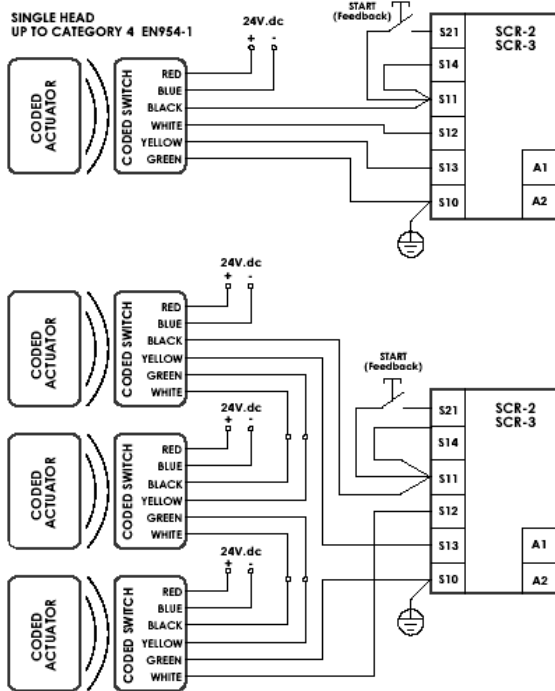 SINGLE HEAD
UP TO CATEGORY 4 EN954-1
24V.dc
+ -
START
(Feedback)
CODED
ACTUATOR
CODED SWITCH
RED
BLUE
BLACK
WHITE
YELLOW
GREEN
S21
S14
S11
S12
S13
S10
SCR-2
SCR-3
A1
A2
24V.dc
+ -
CODED
ACTUATOR
CODED SWITCH
RED
BLUE
BLACK
YELLOW
GREEN
WHITE
24V.dc
+ -
CODED
ACTUATOR
CODED SWITCH
RED
BLUE
BLACK
YELLOW
GREEN
WHITE
24V.dc
+ -
CODED
ACTUATOR
CODED SWITCH
RED
BLUE
BLACK
YELLOW
GREEN
WHITE
START
(Feedback)
S21
S14
S11
S12
S13
S10
SCR-2
SCR-3
A1
A2